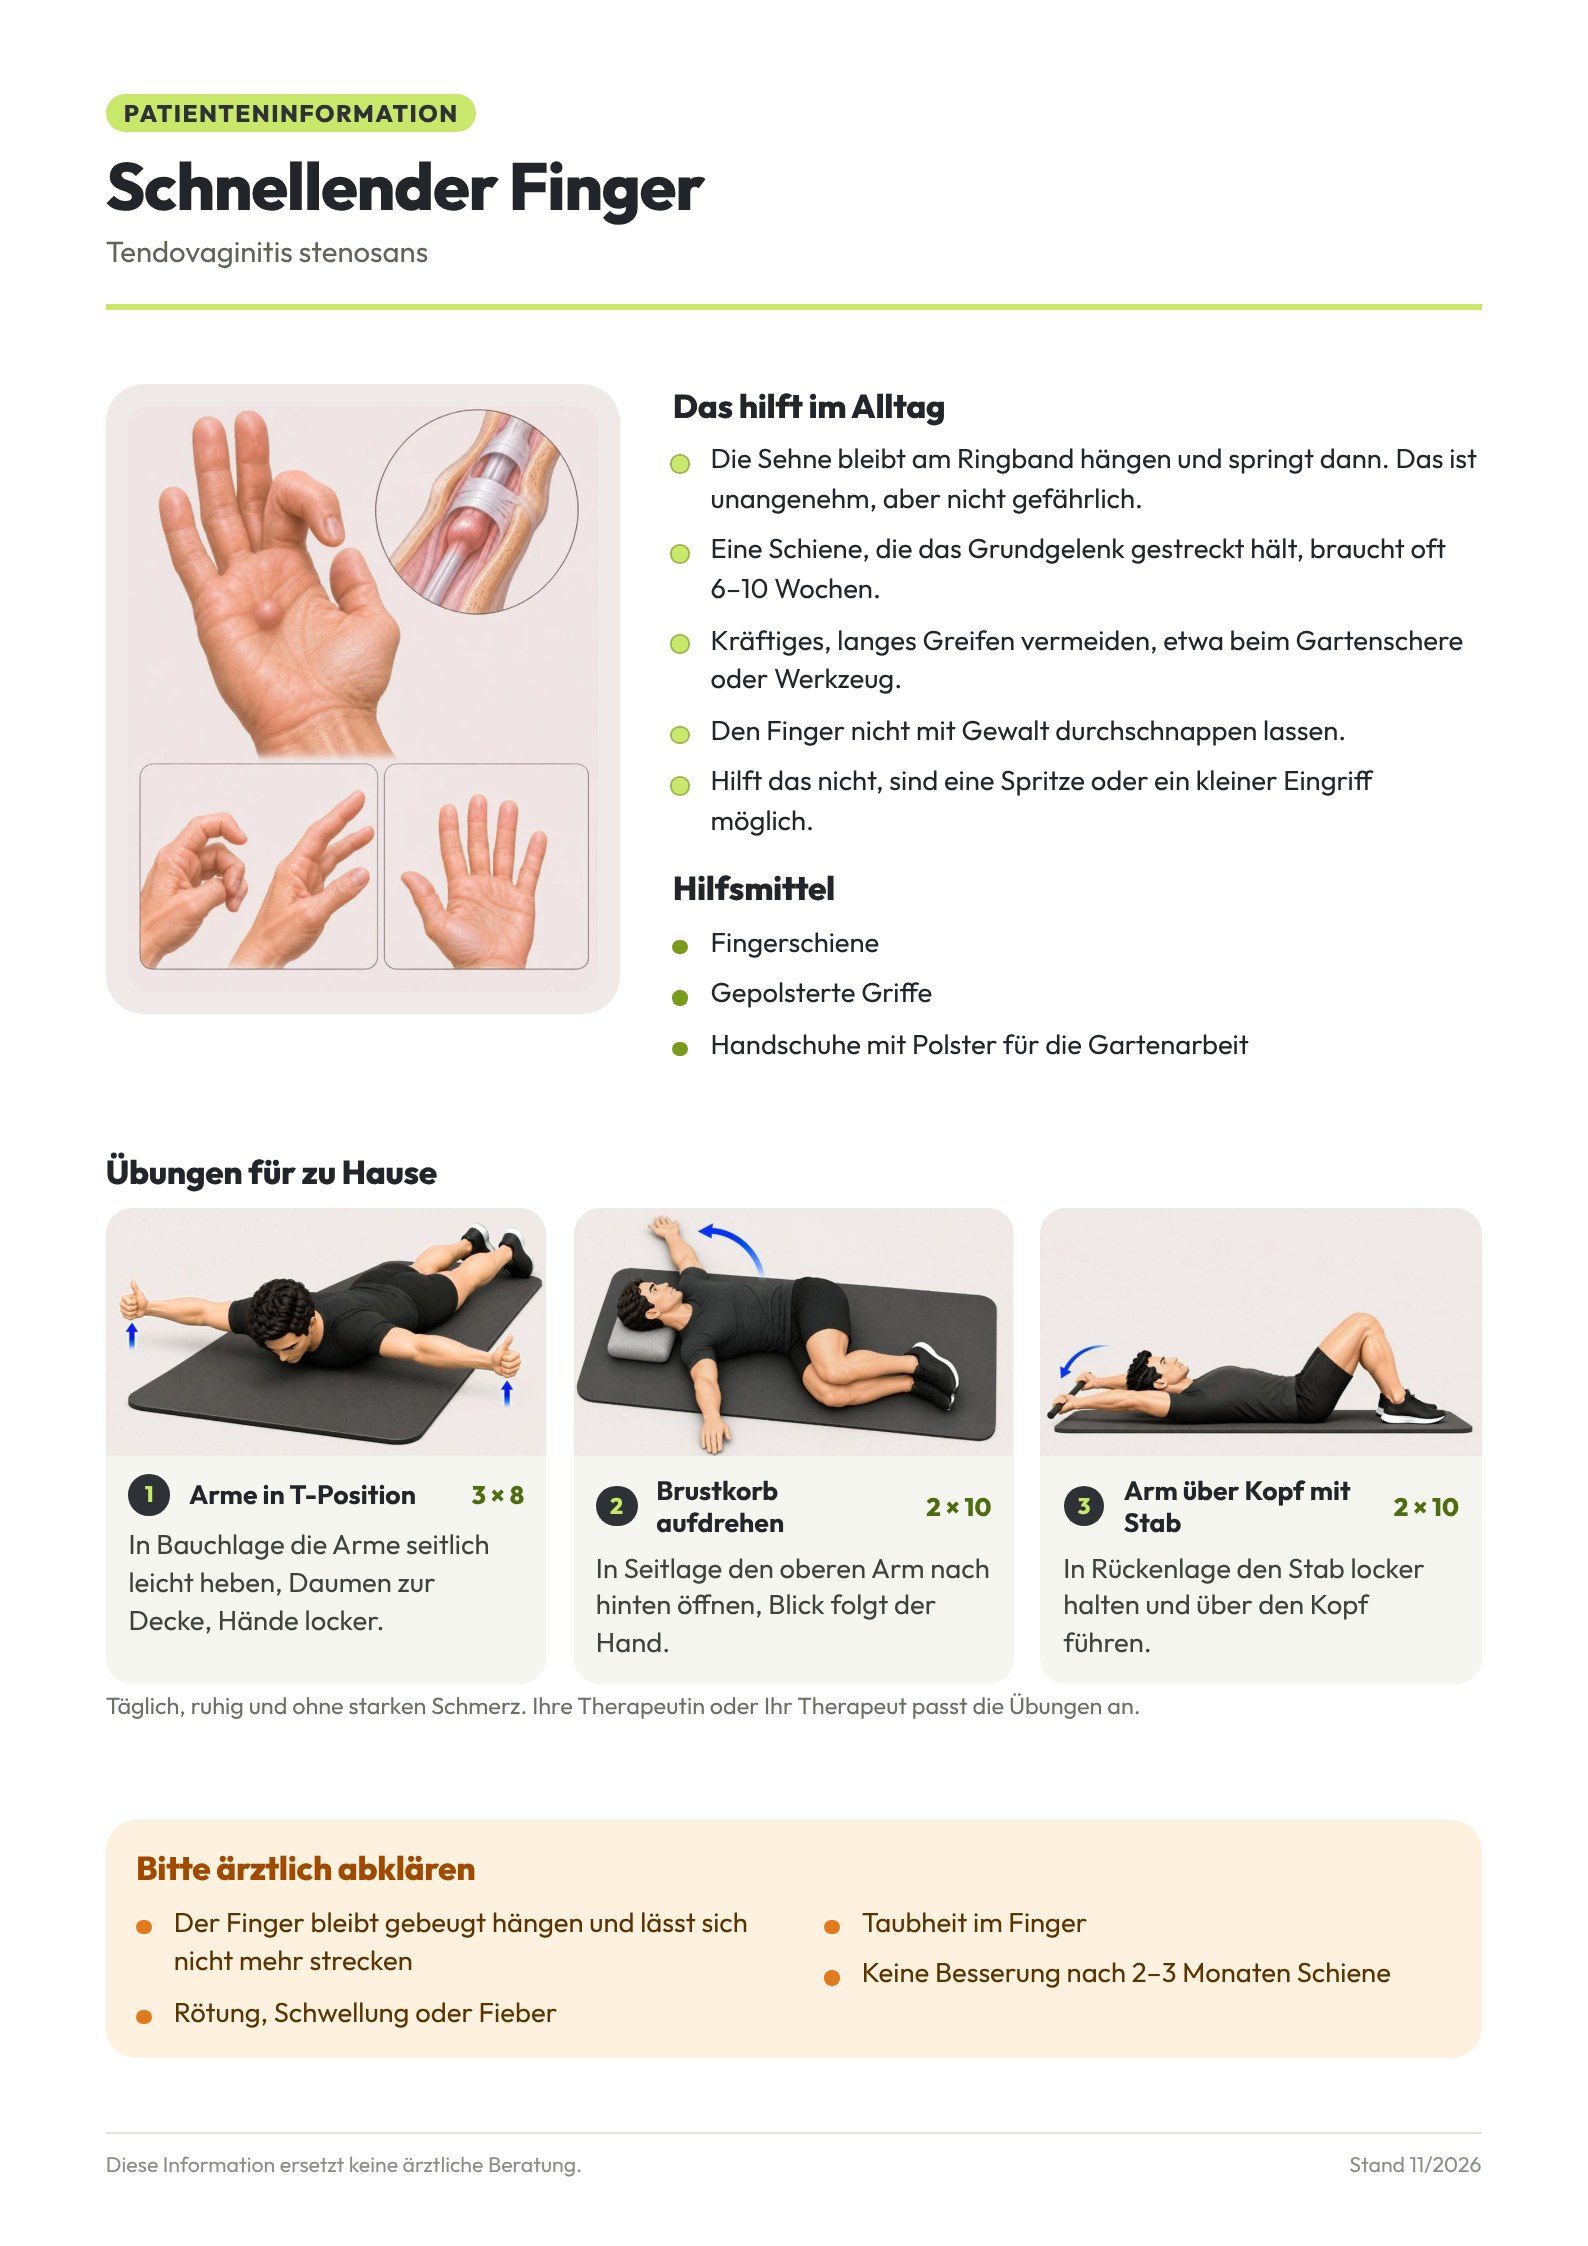 PATIENTENINFORMATION
Schnellender Finger
Tendovaginitis stenosans
Das hilft im Alltag
Die Sehne bleibt am Ringband hängen und springt dann. Das ist
unangenehm, aber nicht gefährlich.
Eine Schiene, die das Grundgelenk gestreckt hält, braucht oft
6–10 Wochen.
Kräftiges, langes Greifen vermeiden, etwa beim Gartenschere
oder Werkzeug.
Den Finger nicht mit Gewalt durchschnappen lassen.
Hilft das nicht, sind eine Spritze oder ein kleiner Eingriff
möglich.
Hilfsmittel
Fingerschiene
Gepolsterte Griffe
Handschuhe mit Polster für die Gartenarbeit
Übungen für zu Hause
1 Arme in T-Position 3 × 8
In Bauchlage die Arme seitlich
leicht heben, Daumen zur
Decke, Hände locker.
2 Brustkorb
aufdrehen 2 × 10
In Seitlage den oberen Arm nach
hinten öffnen, Blick folgt der
Hand.
3 Arm über Kopf mit
Stab 2 × 10
In Rückenlage den Stab locker
halten und über den Kopf
führen.
Täglich, ruhig und ohne starken Schmerz. Ihre Therapeutin oder Ihr Therapeut passt die Übungen an.
Bitte ärztlich abklären
Der Finger bleibt gebeugt hängen und lässt sich
nicht mehr strecken
Rötung, Schwellung oder Fieber
Taubheit im Finger
Keine Besserung nach 2–3 Monaten Schiene
Diese Information ersetzt keine ärztliche Beratung.
Stand 11/2026